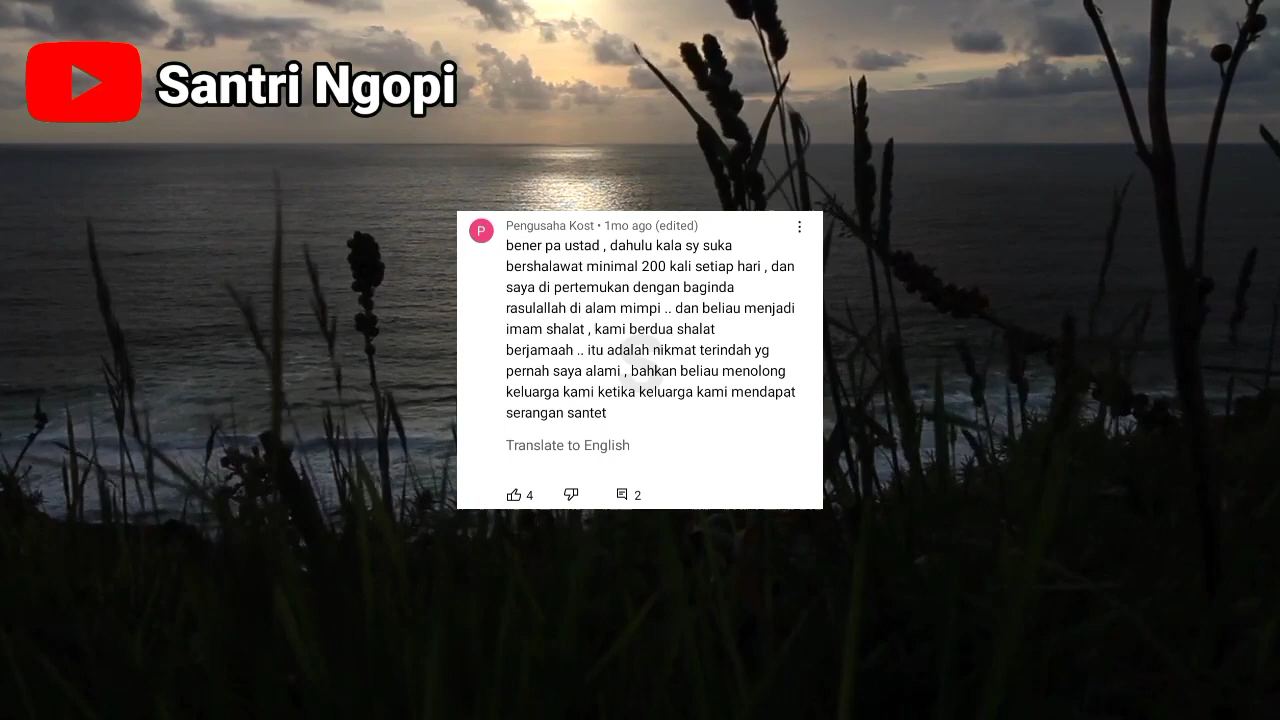 Santri Ngopi
P
Pengusaha Kost • 1mo ago (edited)
bener pa ustad , dahulu kala sy suka
bershalawat minimal 200 kali setiap hari , dan
saya di pertemukan dengan baginda
rasulallah di alam mimpi .. dan beliau menjadi
imam shalat , kami berdua shalat
berjamaah .. itu adalah nikmat terindah yg
pernah saya alami , bahkan beliau menolong
keluarga kami ketika keluarga kami mendapat
serangan santet
Translate to English
4
2